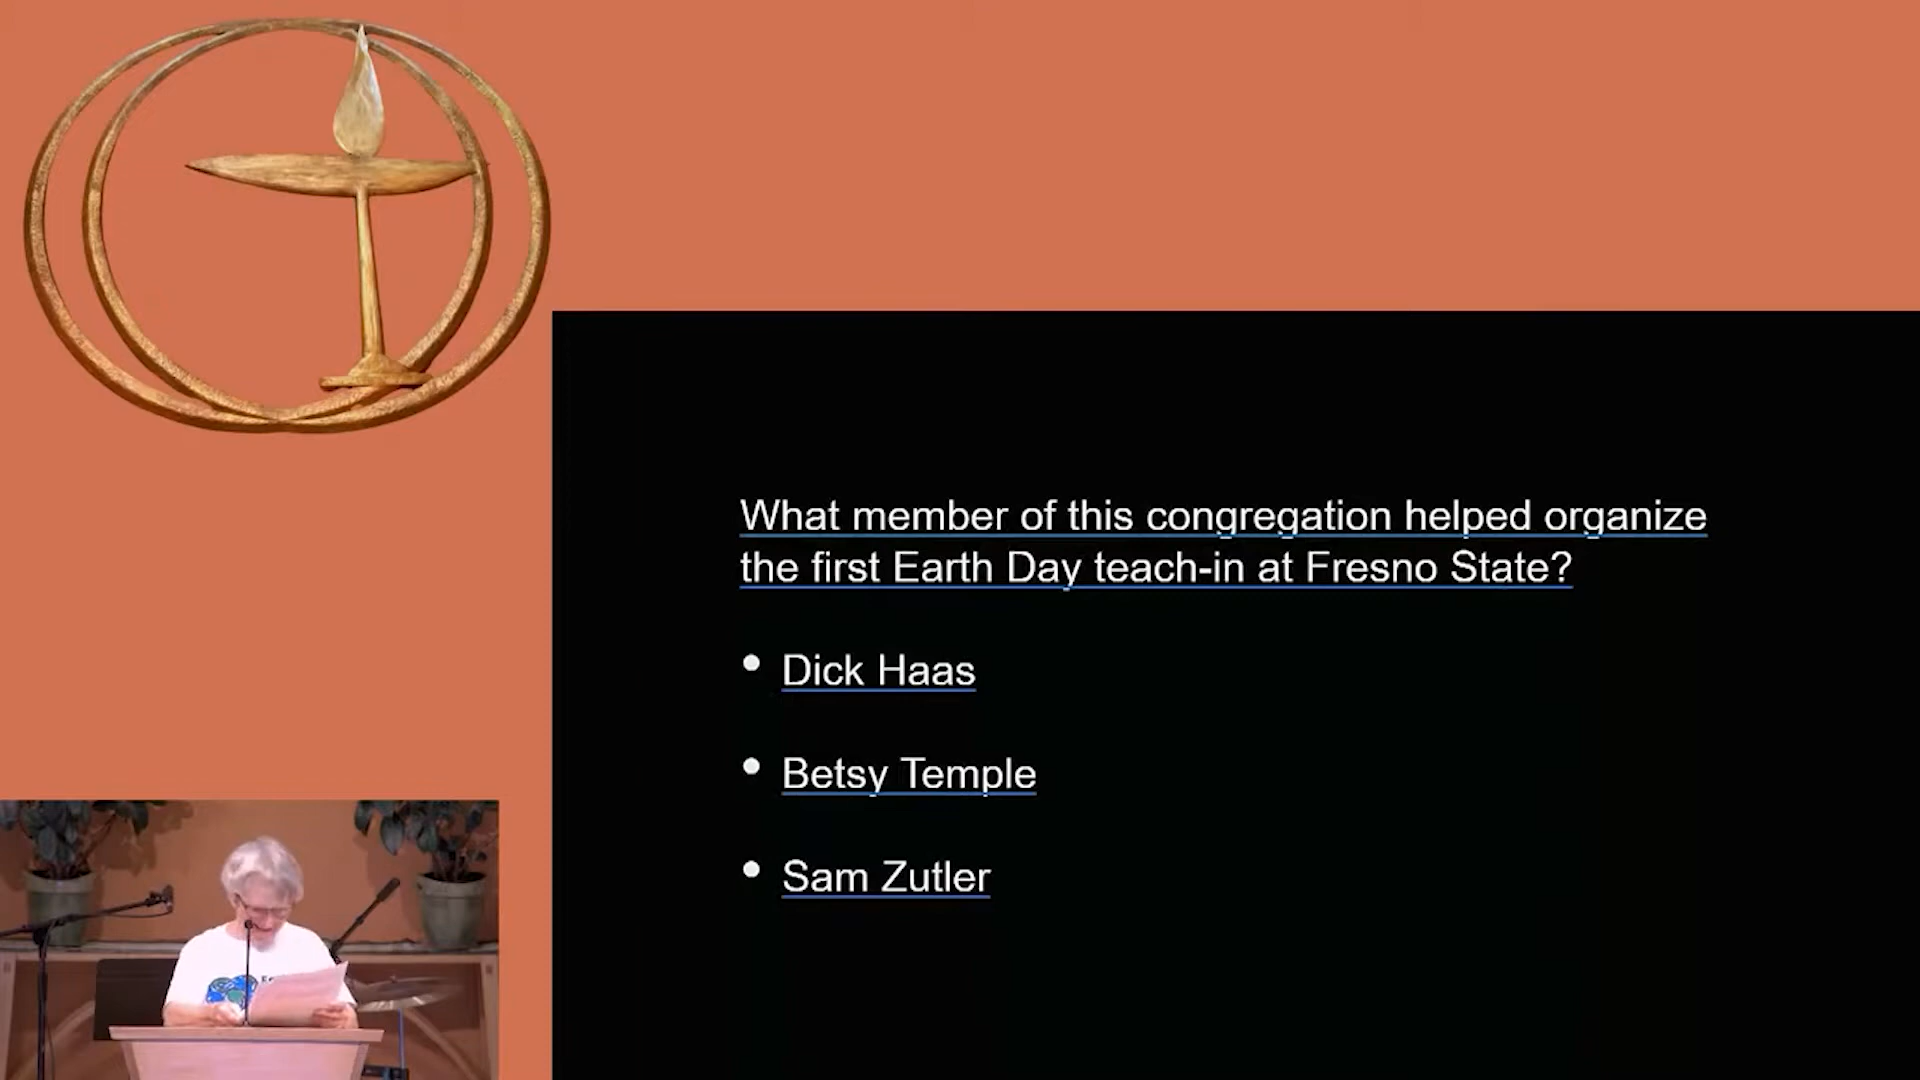 What member of this congregation helped organize
the first Earth Day teach-in at Fresno State?
• Dick Haas
• Betsy Temple
• Sam Zutler